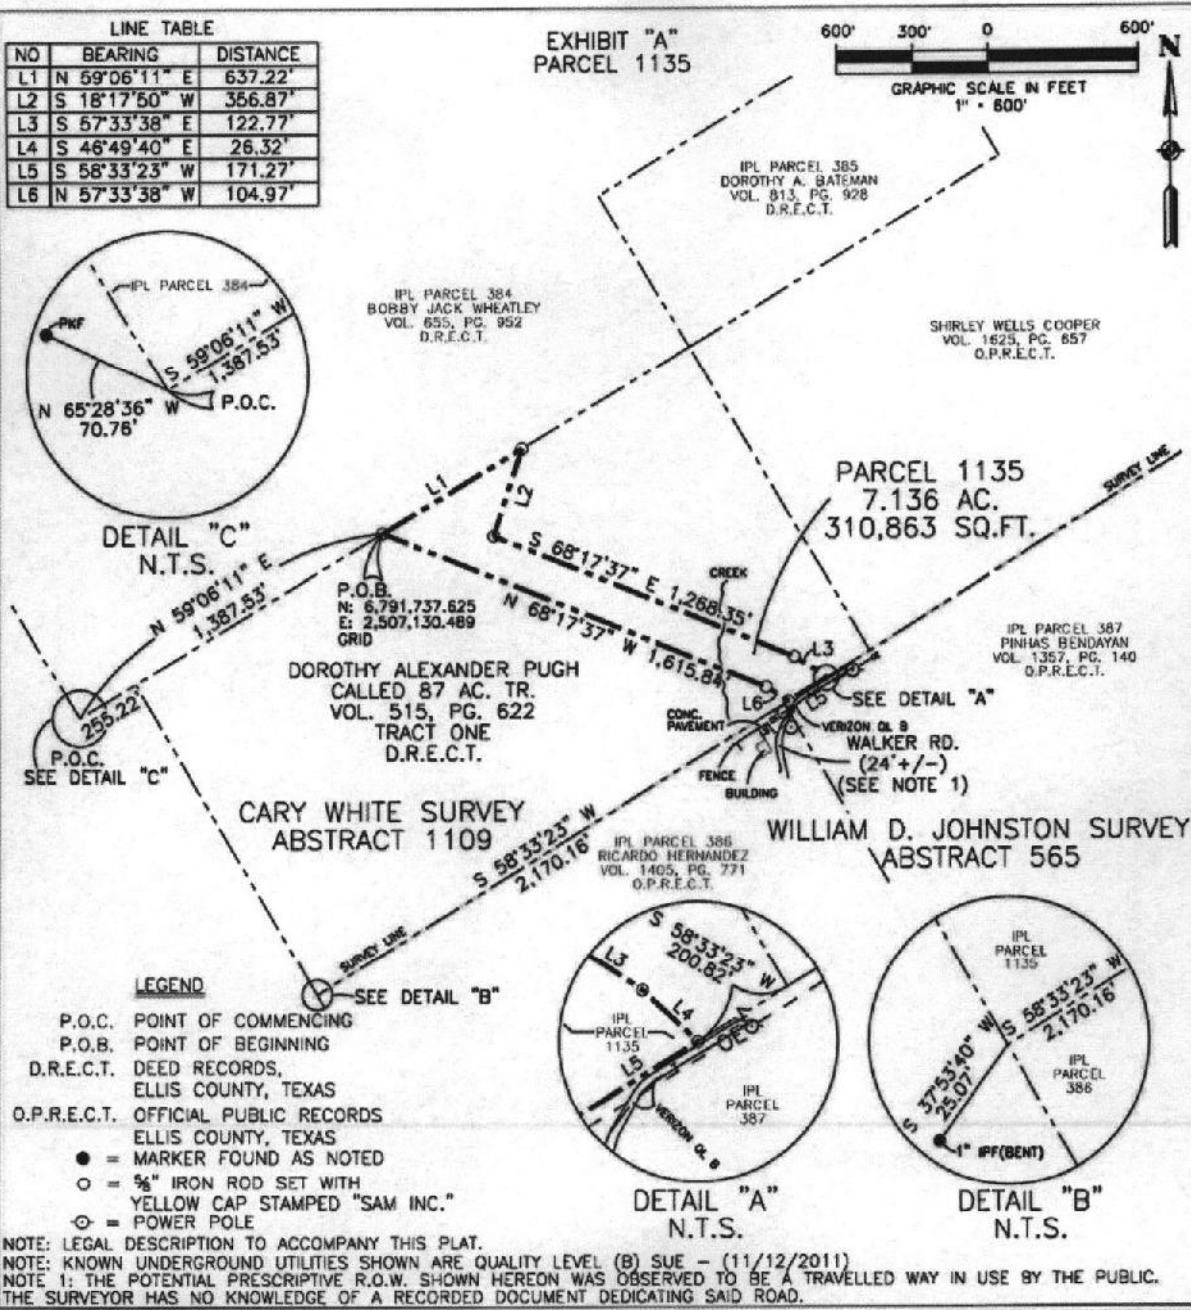 LINE TABLE
NO BEARING DISTANCE
L1 N 59°06'11" E 637.22'
L2 S 18°17'50" W 356.87'
L3 S 57°33'38" E 122.77'
L4 S 46°49'40" E 26.32'
L5 S 58°33'23" W 171.27'
L6 N 57°33'38" W 104.97'
EXHIBIT "A"
PARCEL 1135
600' 300' 0 600'
GRAPHIC SCALE IN FEET
1" = 600'
N
IPL PARCEL 385
DOROTHY A. BATEMAN
VOL. 813, PG. 928
D.R.E.C.T.
IPL PARCEL 384
BOBBY JACK WHEATLEY
VOL. 655, PG. 952
D.R.E.C.T.
SHIRLEY WELLS COOPER
VOL. 1625, PG. 657
O.P.R.E.C.T.
IPL PARCEL 384
PKF
S 59°06'11" W
1,387.53'
N 65°28'36" W
70.76'
P.O.C.
DETAIL "C"
N.T.S.
L1
L2
PARCEL 1135
7.136 AC.
310,863 SQ.FT.
SURVEY LINE
N 59°06'11" E
1,387.53'
P.O.B.
N: 6,791,737.625
E: 2,507,130.489
GRID
S 68°17'37" E 1,268.35'
N 68°17'37" W 1,615.84'
CREEK
L3
L6
L5
SEE DETAIL "A"
IPL PARCEL 387
PINHAS BENDAYAN
VOL. 1357, PG. 140
O.P.R.E.C.T.
DOROTHY ALEXANDER PUGH
CALLED 87 AC. TR.
VOL. 515, PG. 622
TRACT ONE
D.R.E.C.T.
255.22'
P.O.C.
SEE DETAIL "C"
CONC.
PAVEMENT
VERIZON QL B
WALKER RD.
(24'+/-)
(SEE NOTE 1)
FENCE
BUILDING
CARY WHITE SURVEY
ABSTRACT 1109
S 58°33'23" W
2,170.16'
IPL PARCEL 386
RICARDO HERNANDEZ
VOL. 1405, PG. 771
O.P.R.E.C.T.
WILLIAM D. JOHNSTON SURVEY
ABSTRACT 565
SURVEY LINE
SEE DETAIL "B"
LEGEND
P.O.C. POINT OF COMMENCING
P.O.B. POINT OF BEGINNING
D.R.E.C.T. DEED RECORDS,
ELLIS COUNTY, TEXAS
O.P.R.E.C.T. OFFICIAL PUBLIC RECORDS
ELLIS COUNTY, TEXAS
= MARKER FOUND AS NOTED
= 5/8" IRON ROD SET WITH
YELLOW CAP STAMPED "SAM INC."
= POWER POLE
S 58°33'23" W
200.82'
L3
L4
IPL
PARCEL
1135
L5
OE
IPL
PARCEL
387
VERIZON QL B
DETAIL "A"
N.T.S.
IPL
PARCEL
1135
S 58°33'23" W
2,170.16'
S 37°53'40" W
25.07'
IPL
PARCEL
386
1" IPF(BENT)
DETAIL "B"
N.T.S.
NOTE: LEGAL DESCRIPTION TO ACCOMPANY THIS PLAT.
NOTE: KNOWN UNDERGROUND UTILITIES SHOWN ARE QUALITY LEVEL (B) SUE - (11/12/2011)
NOTE 1: THE POTENTIAL PRESCRIPTIVE R.O.W. SHOWN HEREON WAS OBSERVED TO BE A TRAVELLED WAY IN USE BY THE PUBLIC.
THE SURVEYOR HAS NO KNOWLEDGE OF A RECORDED DOCUMENT DEDICATING SAID ROAD.